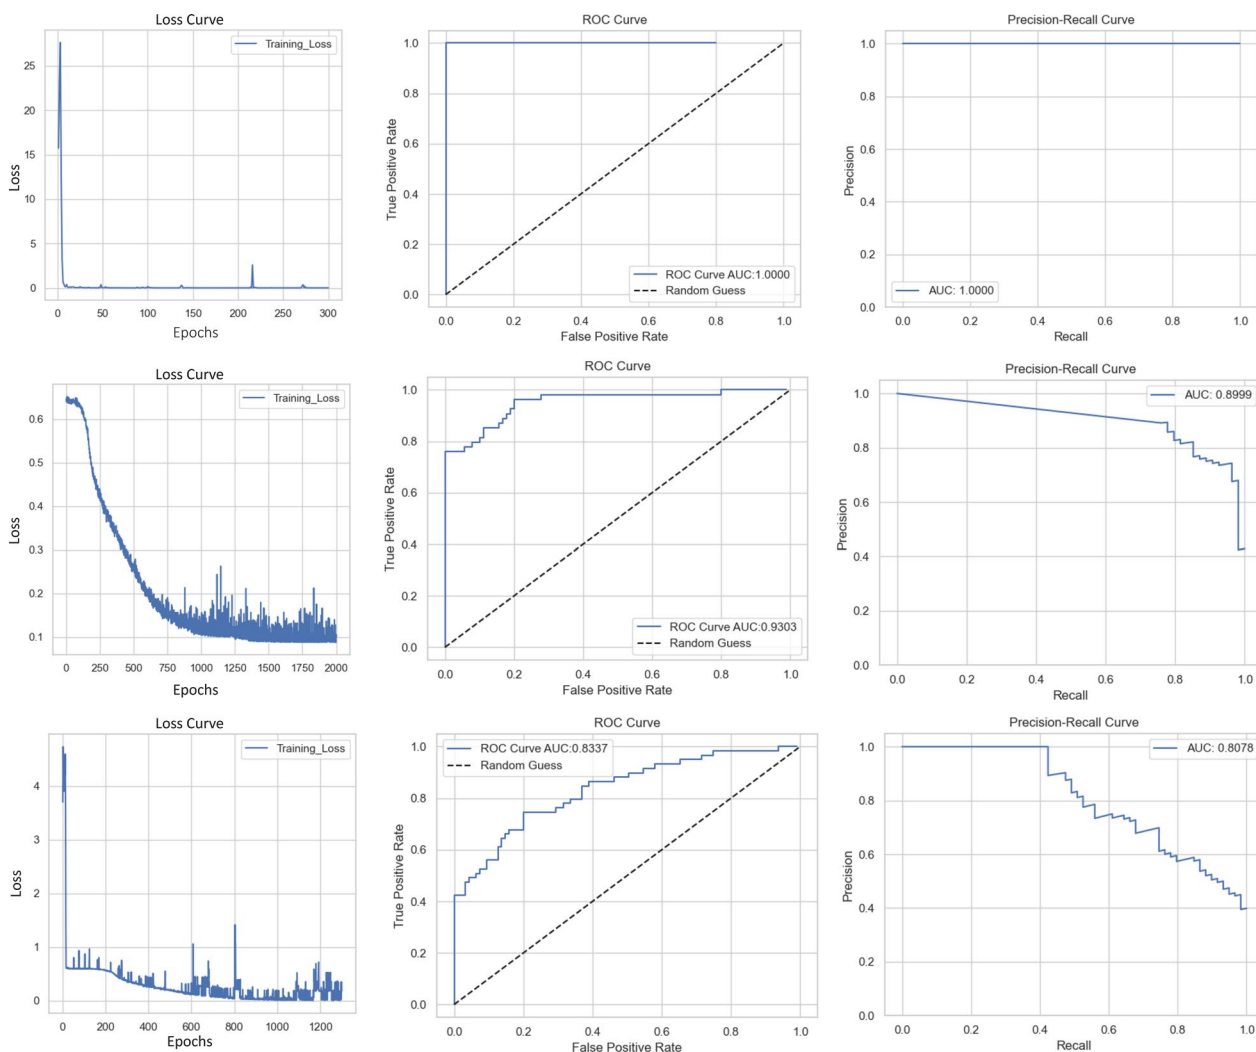 Loss Curve
Training_Loss
25
20
15
10
5
0
Loss
0 50 100 150 200 250 300
Epochs
ROC Curve
1.0
0.8
0.6
0.4
0.2
0.0
True Positive Rate
ROC Curve AUC:1.0000
Random Guess
0.0 0.2 0.4 0.6 0.8 1.0
False Positive Rate
Precision-Recall Curve
1.0
0.8
0.6
0.4
0.2
0.0
Precision
AUC: 1.0000
0.0 0.2 0.4 0.6 0.8 1.0
Recall
Loss Curve
Training_Loss
0.6
0.5
0.4
0.3
0.2
0.1
Loss
0 250 500 750 1000 1250 1500 1750 2000
Epochs
ROC Curve
1.0
0.8
0.6
0.4
0.2
0.0
True Positive Rate
ROC Curve AUC:0.9303
Random Guess
0.0 0.2 0.4 0.6 0.8 1.0
False Positive Rate
Precision-Recall Curve
AUC: 0.8999
1.0
0.8
0.6
0.4
0.2
0.0
Precision
0.0 0.2 0.4 0.6 0.8 1.0
Recall
Loss Curve
Training_Loss
4
3
2
1
0
Loss
0 200 400 600 800 1000 1200
Epochs
ROC Curve
ROC Curve AUC:0.8337
Random Guess
1.0
0.8
0.6
0.4
0.2
0.0
True Positive Rate
0.0 0.2 0.4 0.6 0.8 1.0
False Positive Rate
Precision-Recall Curve
AUC: 0.8078
1.0
0.8
0.6
0.4
0.2
0.0
Precision
0.0 0.2 0.4 0.6 0.8 1.0
Recall